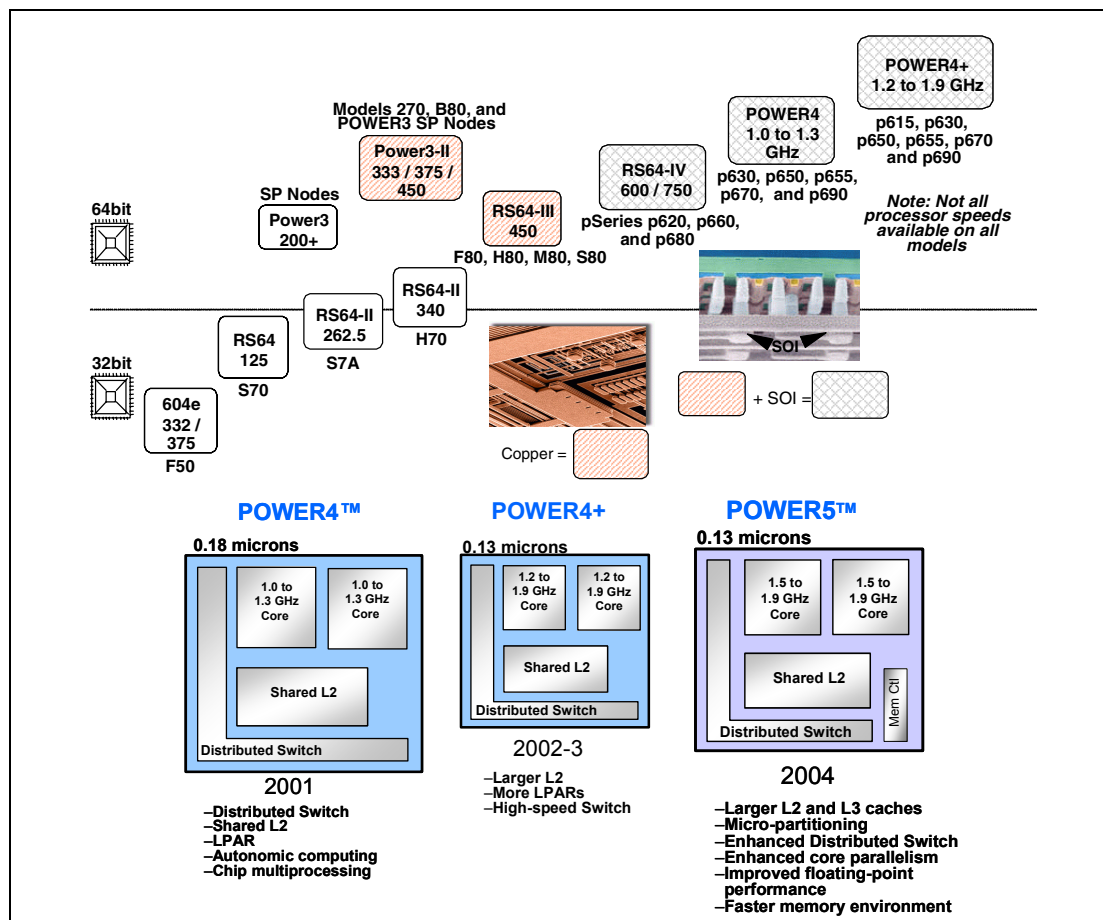 POWER4+
1.2 to 1.9 GHz
p615, p630,
p650, p655, p670
and p690
Models 270, B80, and
POWER3 SP Nodes
Power3-II
333 / 375 /
450
POWER4
1.0 to 1.3
GHz
p630, p650, p655,
p670, and p690
RS64-IV
600 / 750
pSeries p620, p660,
and p680
Note: Not all
processor speeds
available on all
models
SP Nodes
Power3
200+
RS64-III
450
F80, H80, M80, S80
64bit
RS64-II
340
H70
RS64-II
262.5
S7A
RS64
125
S70
32bit
604e
332 /
375
F50
SOI
+ SOI =
Copper =
POWER4™
0.18 microns
1.0 to
1.3 GHz
Core
1.0 to
1.3 GHz
Core
Shared L2
Distributed Switch
2001
–Distributed Switch
–Shared L2
–LPAR
–Autonomic computing
–Chip multiprocessing
POWER4+
0.13 microns
1.2 to
1.9 GHz
Core
1.2 to
1.9 GHz
Core
Shared L2
Distributed Switch
2002-3
–Larger L2
–More LPARs
–High-speed Switch
POWER5™
0.13 microns
1.5 to
1.9 GHz
Core
1.5 to
1.9 GHz
Core
Shared L2
Mem Ctl
Distributed Switch
2004
–Larger L2 and L3 caches
–Micro-partitioning
–Enhanced Distributed Switch
–Enhanced core parallelism
–Improved floating-point
performance
–Faster memory environment